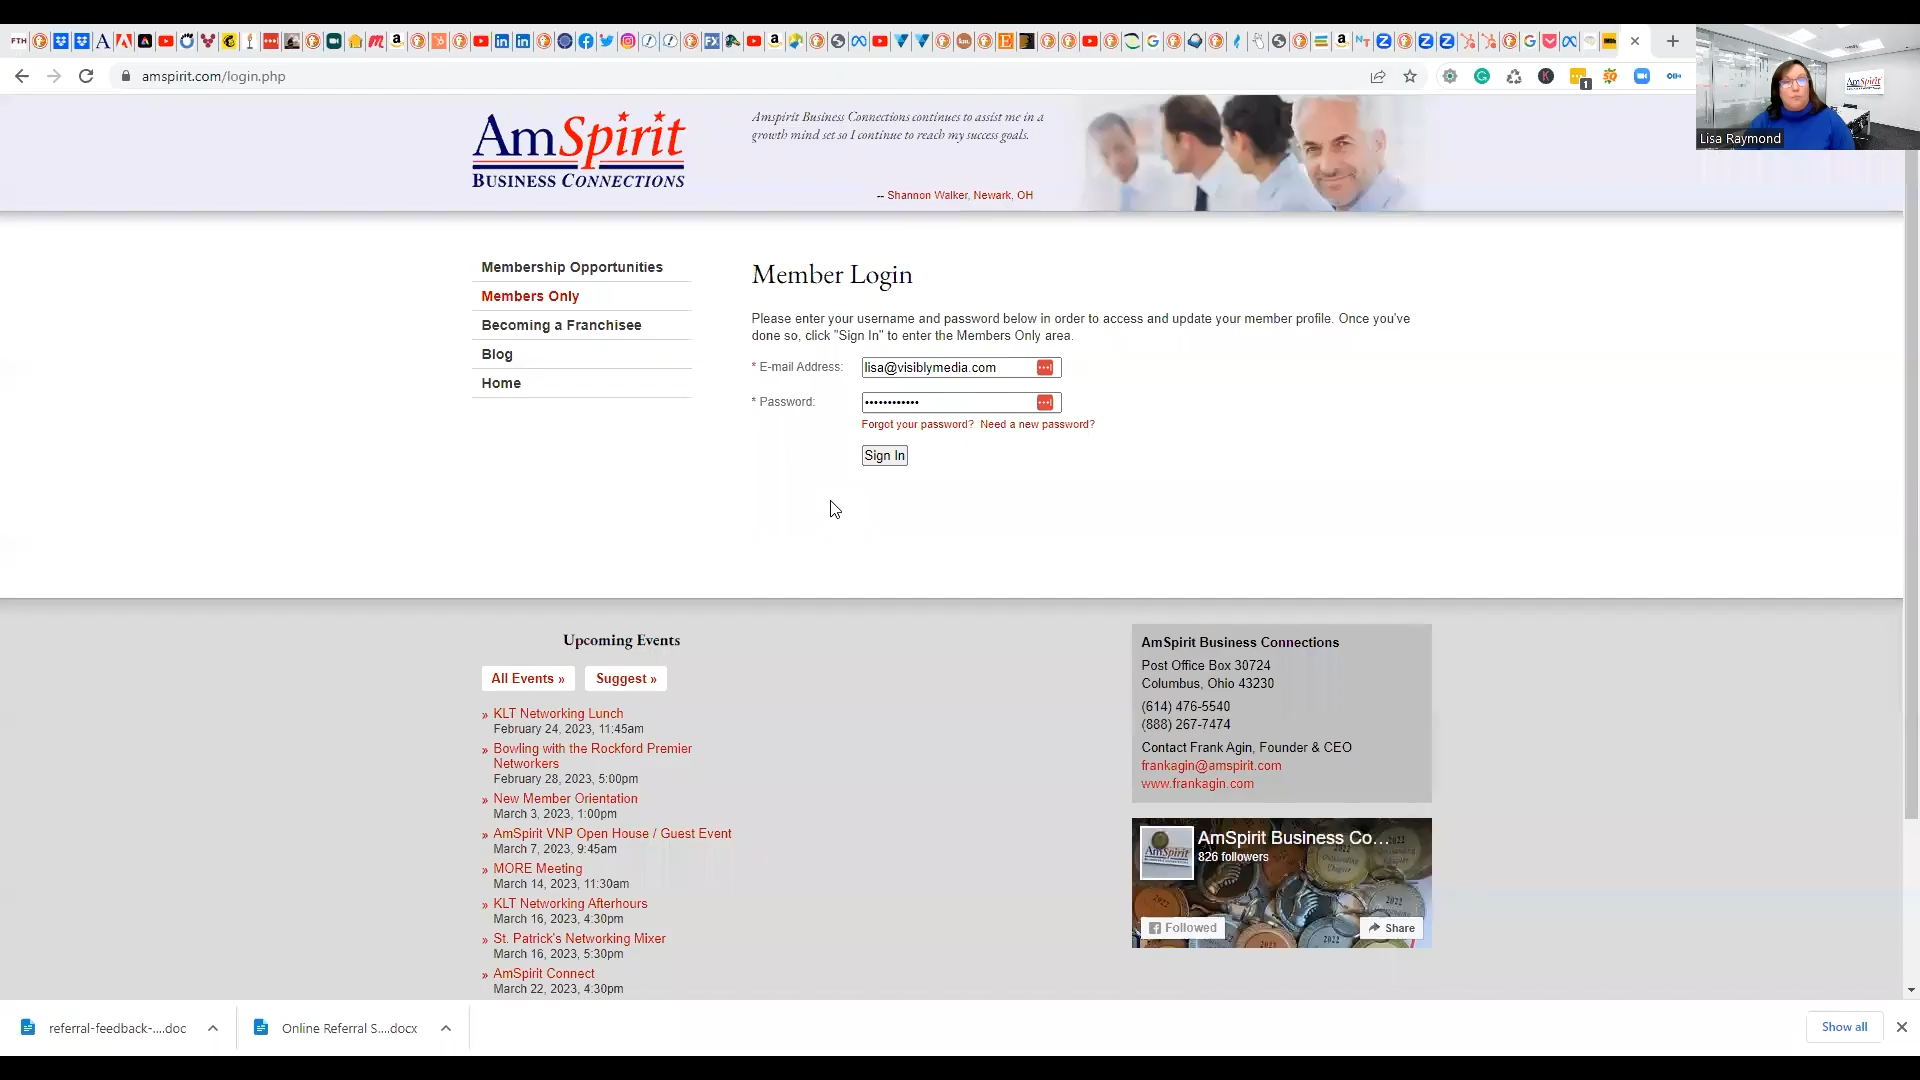 amspirit.com/login.php
1
AmSpirit
Lisa Raymond
AmSpirit
BUSINESS CONNECTIONS
Amspirit Business Connections continues to assist me in a
growth mind set so I continue to reach my success goals.
-- Shannon Walker, Newark, OH
Membership Opportunities
Members Only
Becoming a Franchisee
Blog
Home
Member Login
Please enter your username and password below in order to access and update your member profile. Once you've
done so, click "Sign In" to enter the Members Only area.
* E-mail Address:
lisa@visiblymedia.com
* Password:
••••••••••••
Forgot your password? Need a new password?
Sign In
Upcoming Events
All Events »
Suggest »
» KLT Networking Lunch
February 24, 2023, 11:45am
» Bowling with the Rockford Premier
Networkers
February 28, 2023, 5:00pm
» New Member Orientation
March 3, 2023, 1:00pm
» AmSpirit VNP Open House / Guest Event
March 7, 2023, 9:45am
» MORE Meeting
March 14, 2023, 11:30am
» KLT Networking Afterhours
March 16, 2023, 4:30pm
» St. Patrick's Networking Mixer
March 16, 2023, 5:30pm
» AmSpirit Connect
March 22, 2023, 4:30pm
AmSpirit Business Connections
Post Office Box 30724
Columbus, Ohio 43230
(614) 476-5540
(888) 267-7474
Contact Frank Agin, Founder & CEO
frankagin@amspirit.com
www.frankagin.com
AmSpirit Business Co...
826 followers
Followed
Share
referral-feedback-....doc
Online Referral S....docx
Show all